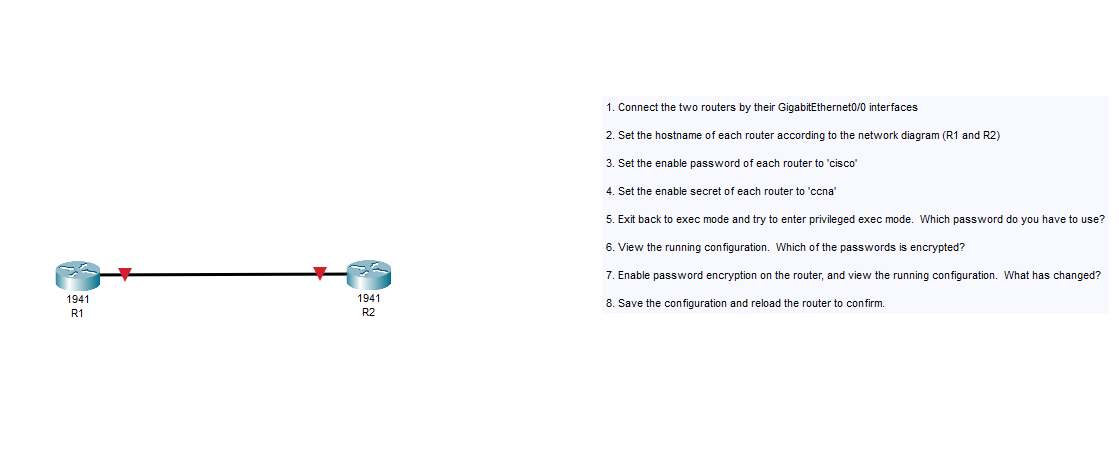 1. Connect the two routers by their GigabitEthernet0/0 interfaces
2. Set the hostname of each router according to the network diagram (R1 and R2)
3. Set the enable password of each router to 'cisco'
4. Set the enable secret of each router to 'ccna'
5. Exit back to exec mode and try to enter privileged exec mode.  Which password do you have to use?
6. View the running configuration.  Which of the passwords is encrypted?
7. Enable password encryption on the router, and view the running configuration.  What has changed?
8. Save the configuration and reload the router to confirm.
1941
R1
1941
R2